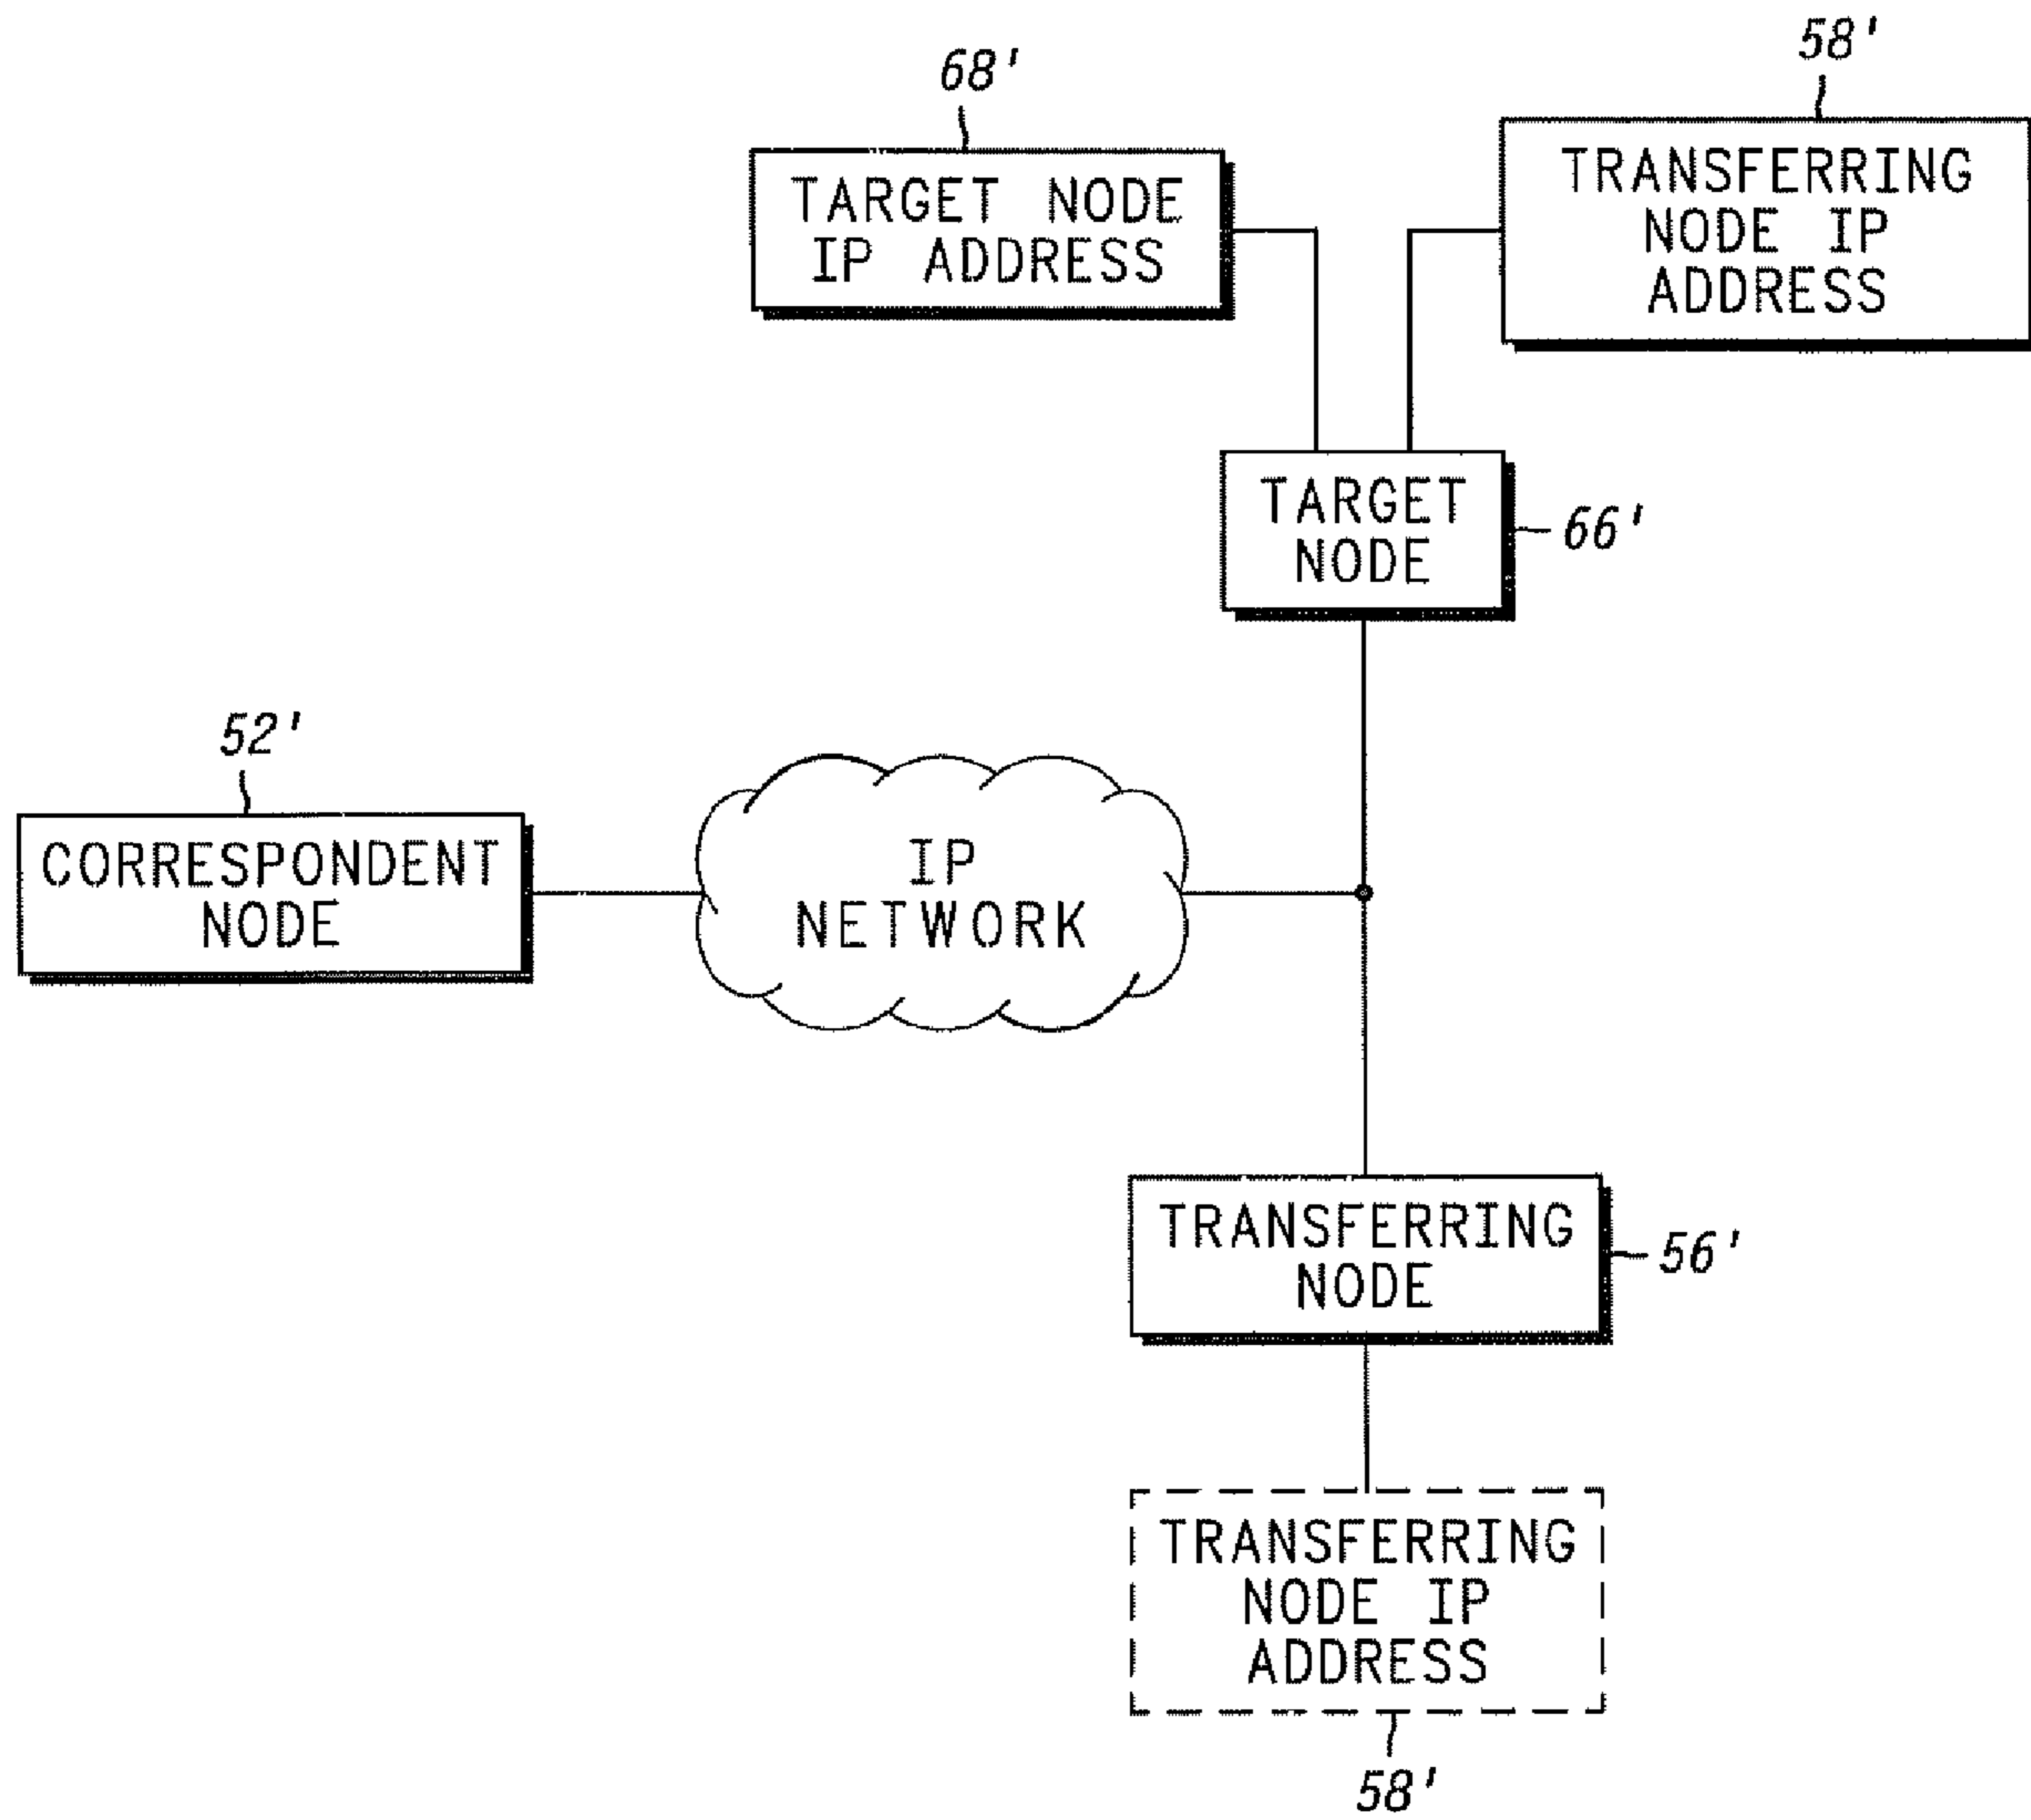 58'
68'
TRANSFERRING
NODE IP
ADDRESS
TARGET NODE
IP ADDRESS
TARGET
NODE
66'
52'
CORRESPONDENT
NODE
IP
NETWORK
TRANSFERRING
NODE
56'
TRANSFERRING
NODE IP
ADDRESS
58'